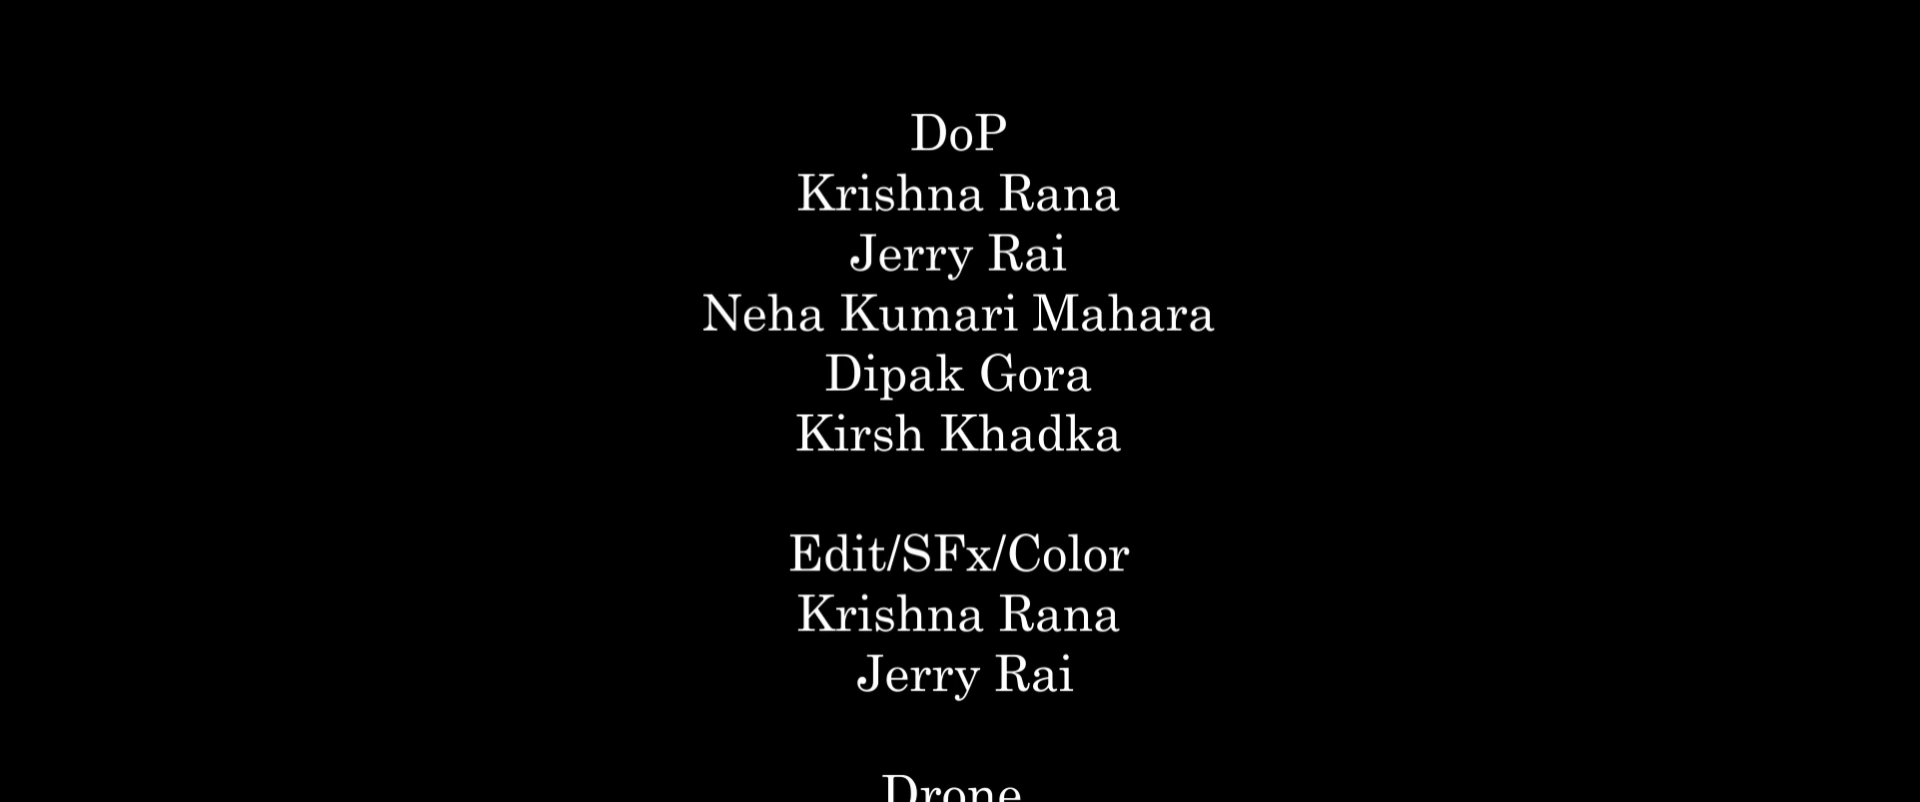 DoP
Krishna Rana
Jerry Rai
Neha Kumari Mahara
Dipak Gora
Kirsh Khadka
Edit/SFx/Color
Krishna Rana
Jerry Rai
Drone